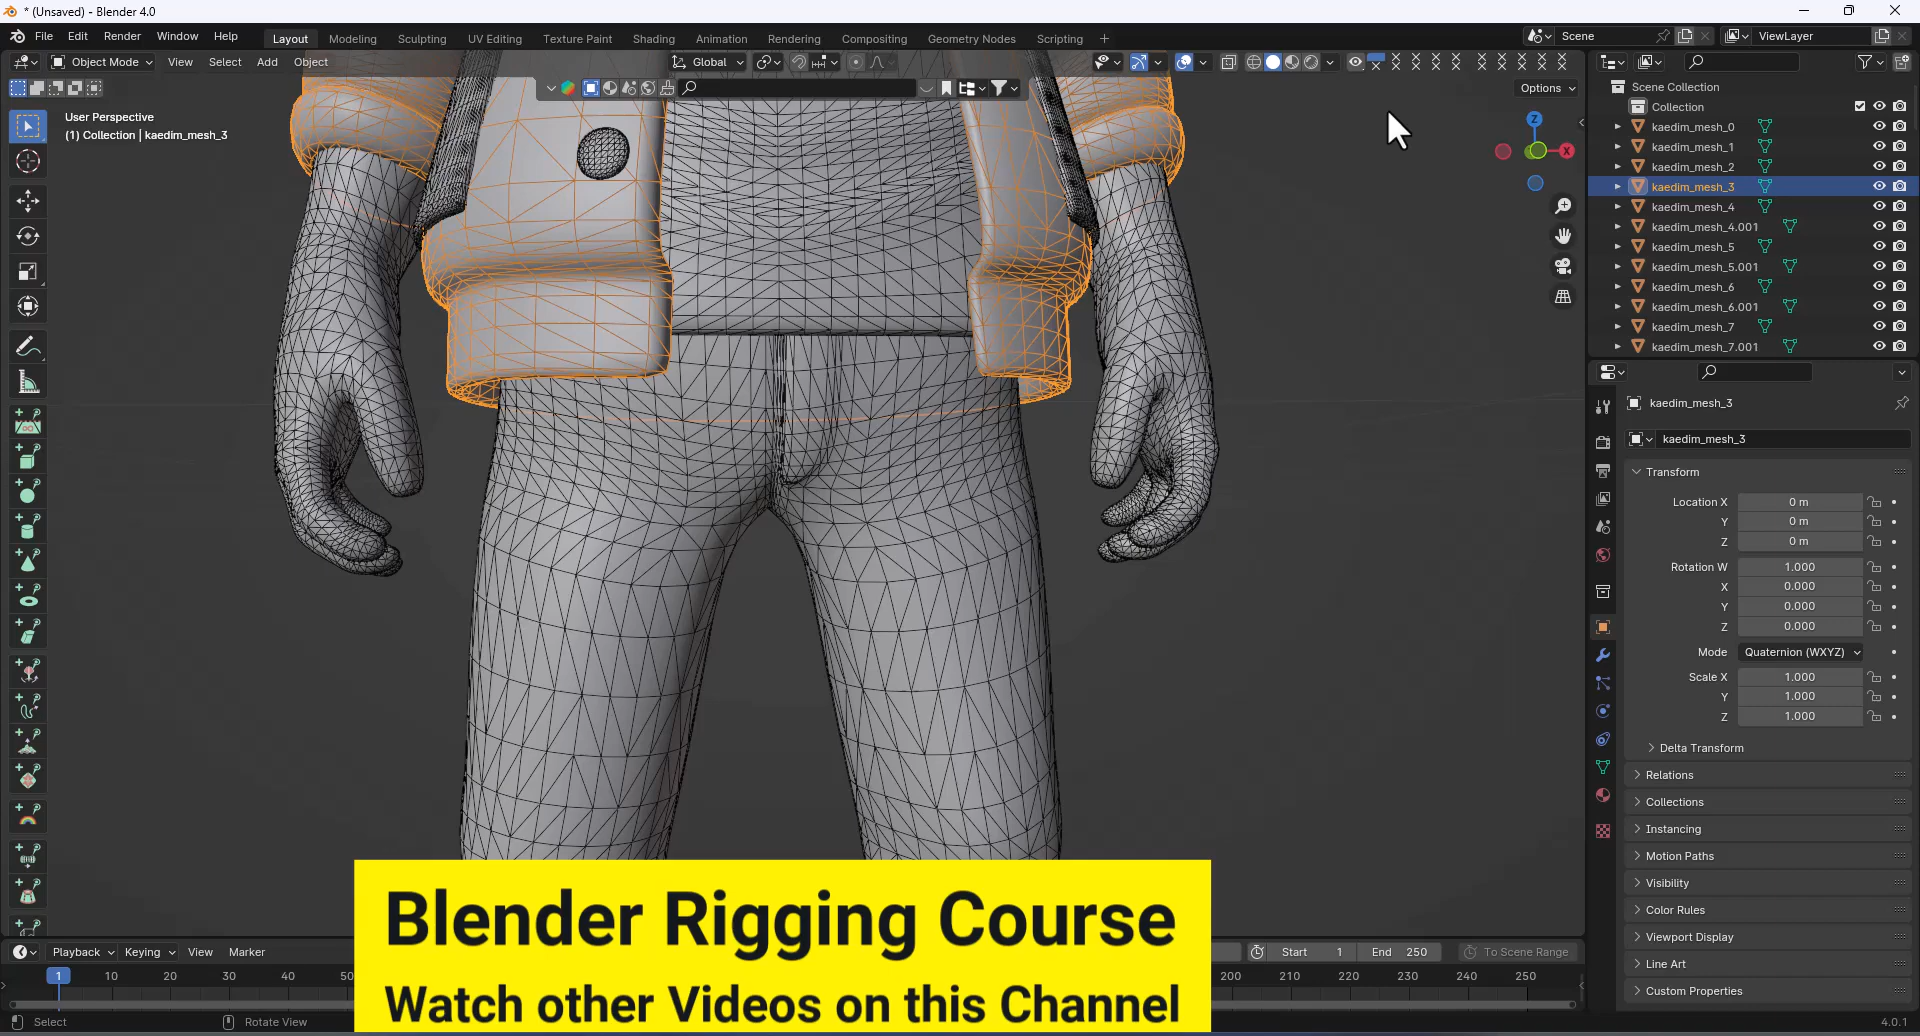 * (Unsaved) - Blender 4.0
File Edit Render Window Help Layout Modeling Sculpting UV Editing Texture Paint Shading Animation Rendering Compositing Geometry Nodes Scripting + Scene ViewLayer
Object Mode View Select Add Object Global
Options
User Perspective
(1) Collection | kaedim_mesh_3
Z
X
Scene Collection
Collection
kaedim_mesh_0
kaedim_mesh_1
kaedim_mesh_2
kaedim_mesh_3
kaedim_mesh_4
kaedim_mesh_4.001
kaedim_mesh_5
kaedim_mesh_5.001
kaedim_mesh_6
kaedim_mesh_6.001
kaedim_mesh_7
kaedim_mesh_7.001
kaedim_mesh_3
kaedim_mesh_3
Transform
Location X 0 m
Y 0 m
Z 0 m
Rotation W 1.000
X 0.000
Y 0.000
Z 0.000
Mode Quaternion (WXYZ)
Scale X 1.000
Y 1.000
Z 1.000
Delta Transform
Relations
Collections
Instancing
Motion Paths
Visibility
Color Rules
Viewport Display
Line Art
Custom Properties
Blender Rigging Course
Watch other Videos on this Channel
Playback Keying View Marker Start 1 End 250 To Scene Range
1 10 20 30 40 50 200 210 220 230 240 250
Select Rotate View 4.0.1